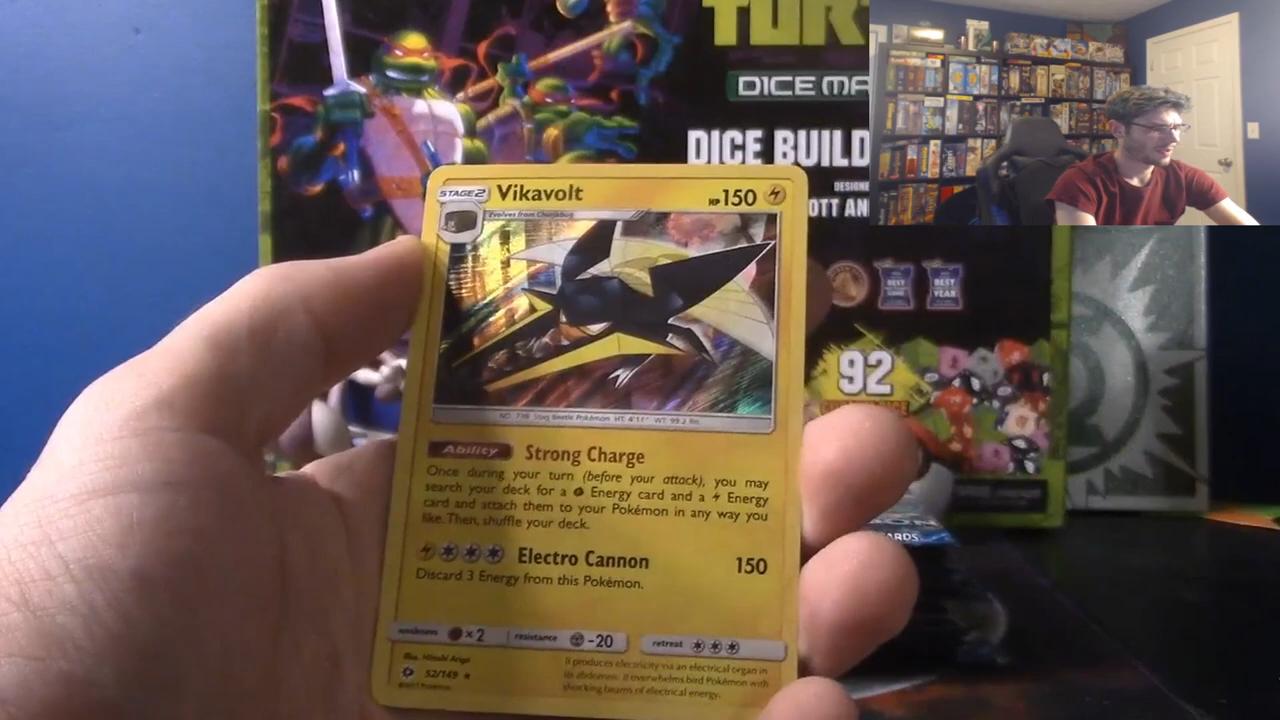 TUR
DICE MA
DICE BUILD
DESIGNE
OTT AN
BEST
BEST
YEAR
92
ARDS
STAGE2
Vikavolt
HP 150
Evolves from Charjabug
NO. 738 Stag Beetle Pokémon HT: 4'11" WT: 99.2 lbs.
Ability Strong Charge
Once during your turn (before your attack), you may
search your deck for a Energy card and a Energy
card and attach them to your Pokémon in any way you
like. Then, shuffle your deck.
Electro Cannon 150
Discard 3 Energy from this Pokémon.
weakness ×2 resistance -20 retreat
Illus. Hitoshi Ariga
52/149
©2017 Pokémon
It produces electricity via an electrical organ in
its abdomen. It overwhelms bird Pokémon with
shocking beams of electrical energy.